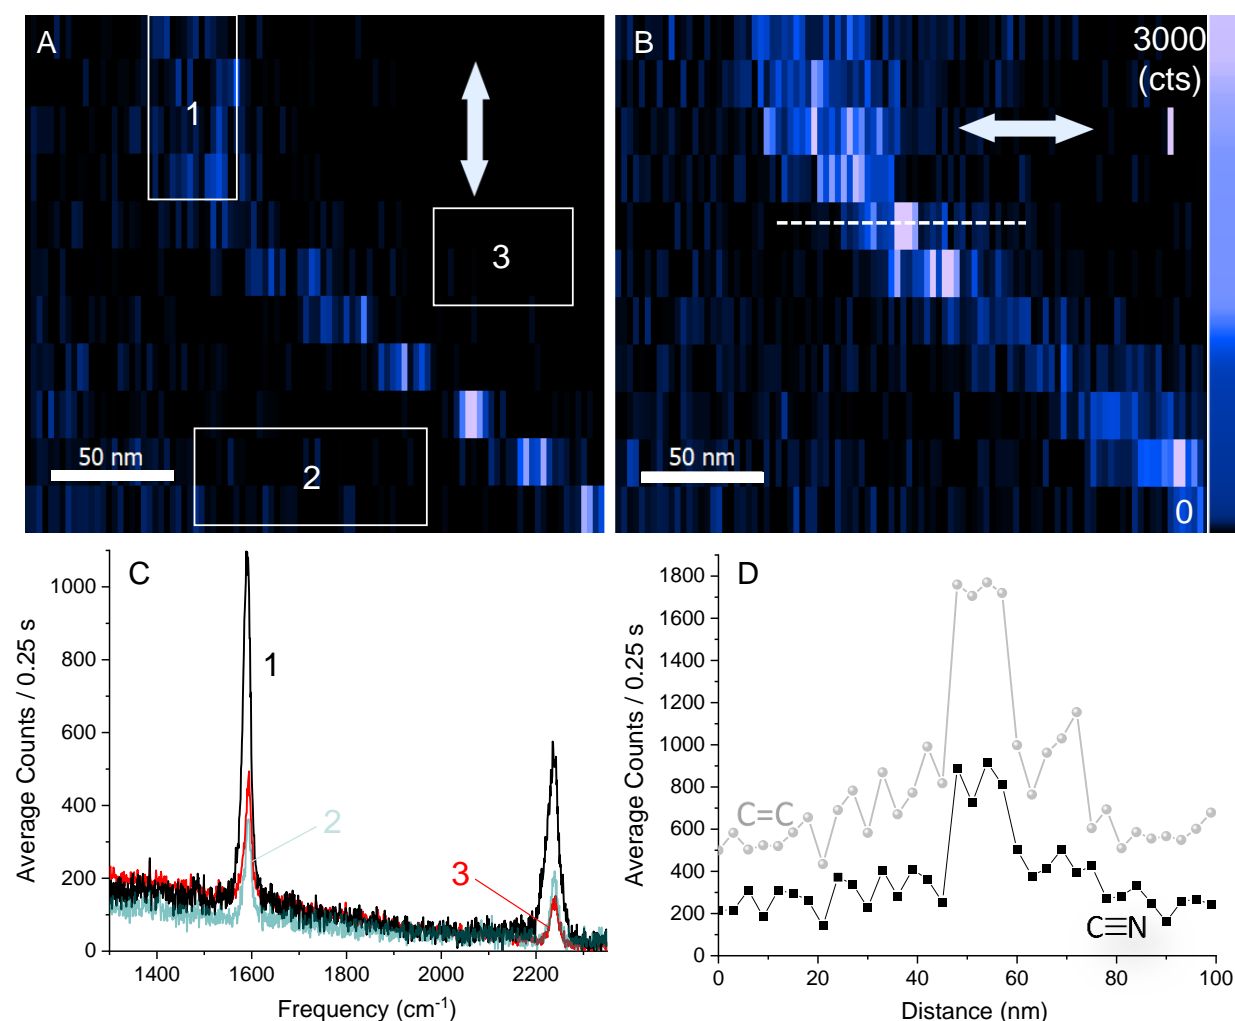 A
1
3
2
50 nm
B
3000
(cts)
50 nm
0
C
1000
800
600
400
200
0
1
2
3
1400
1600
1800
2000
2200
Average Counts / 0.25 s
Frequency (cm⁻¹)
D
1800
1600
1400
1200
1000
800
600
400
200
0
C=C
C≡N
0
20
40
60
80
100
Average Counts / 0.25 s
Distance (nm)